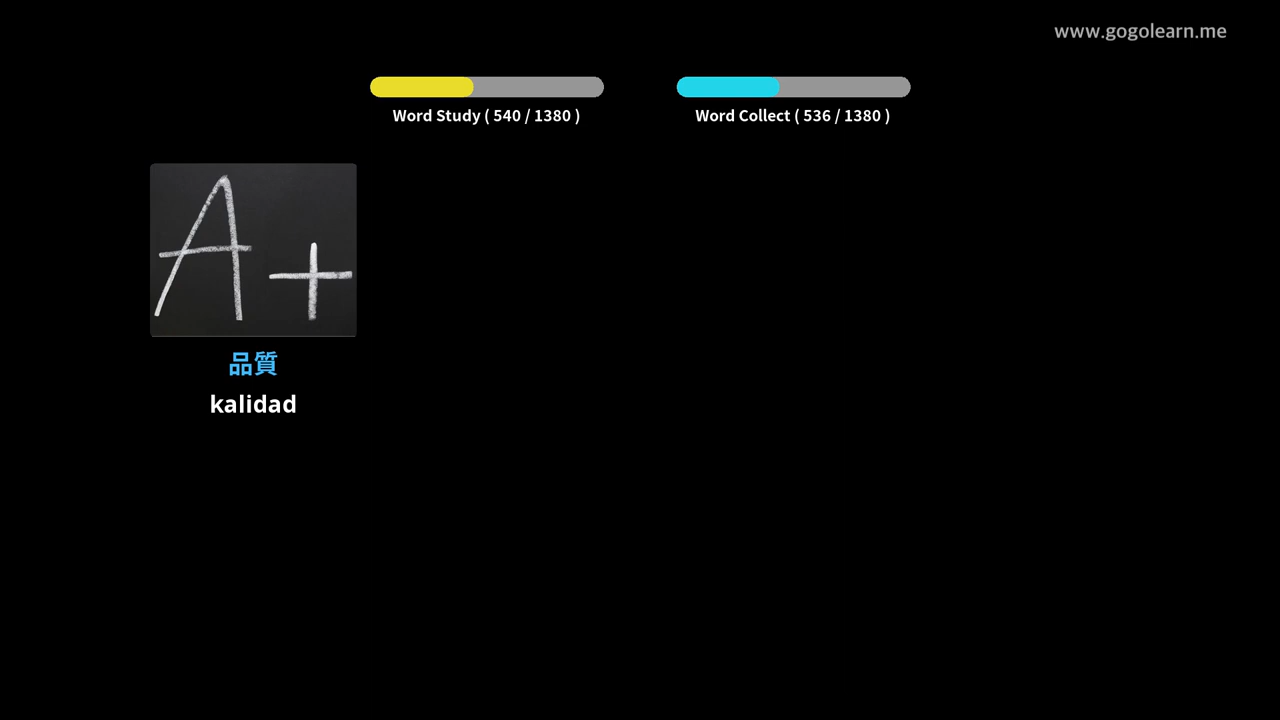 www.gogolearn.me
Word Study ( 540 / 1380 )
Word Collect ( 536 / 1380 )
A+
品質
kalidad